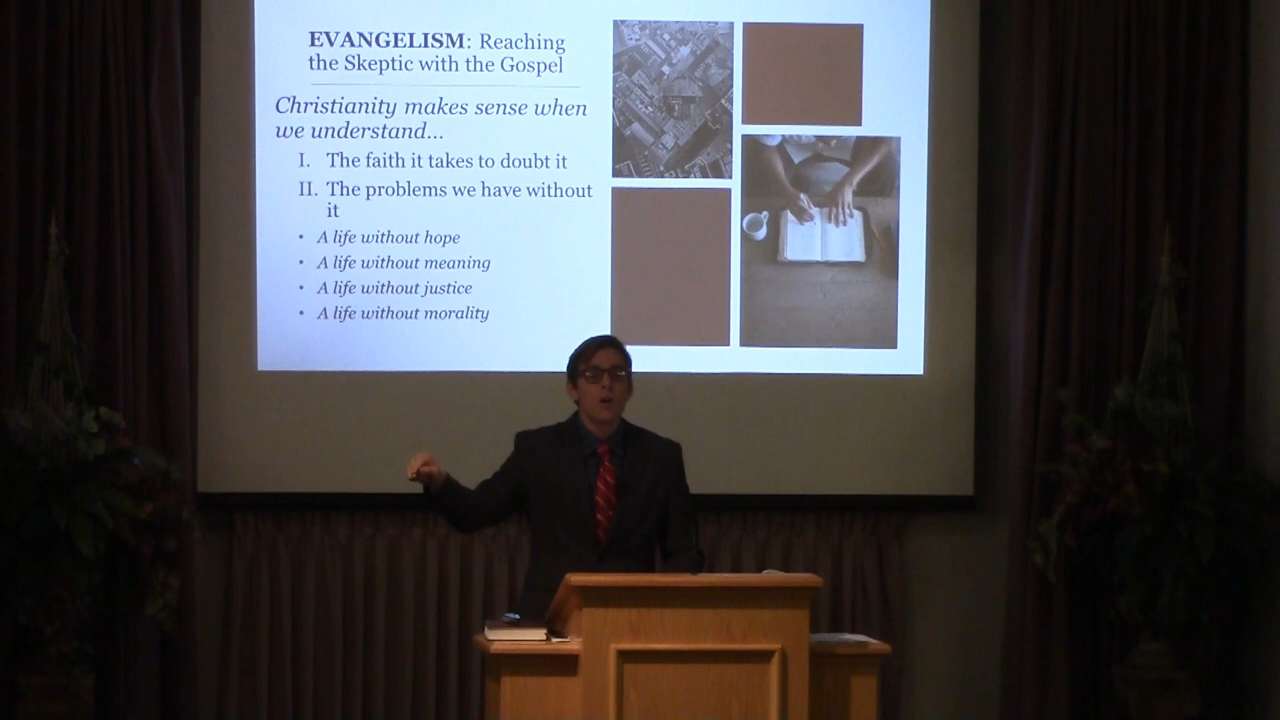 EVANGELISM: Reaching
the Skeptic with the Gospel
Christianity makes sense when
we understand...
I. The faith it takes to doubt it
II. The problems we have without
it
• A life without hope
• A life without meaning
• A life without justice
• A life without morality